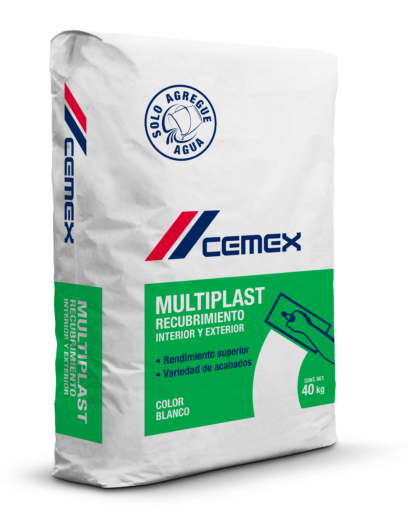 SOLO AGREGUE
AGUA
CEMEX
MULTIPLAST
RECUBRIMIENTO
INTERIOR Y EXTERIOR
• Rendimiento superior
• Variedad de acabados
COLOR
BLANCO
CONT. NET.
40 kg
CEMEX
MULTIPLAST
RECUBRIMIENTO
INTERIOR Y EXTERIOR